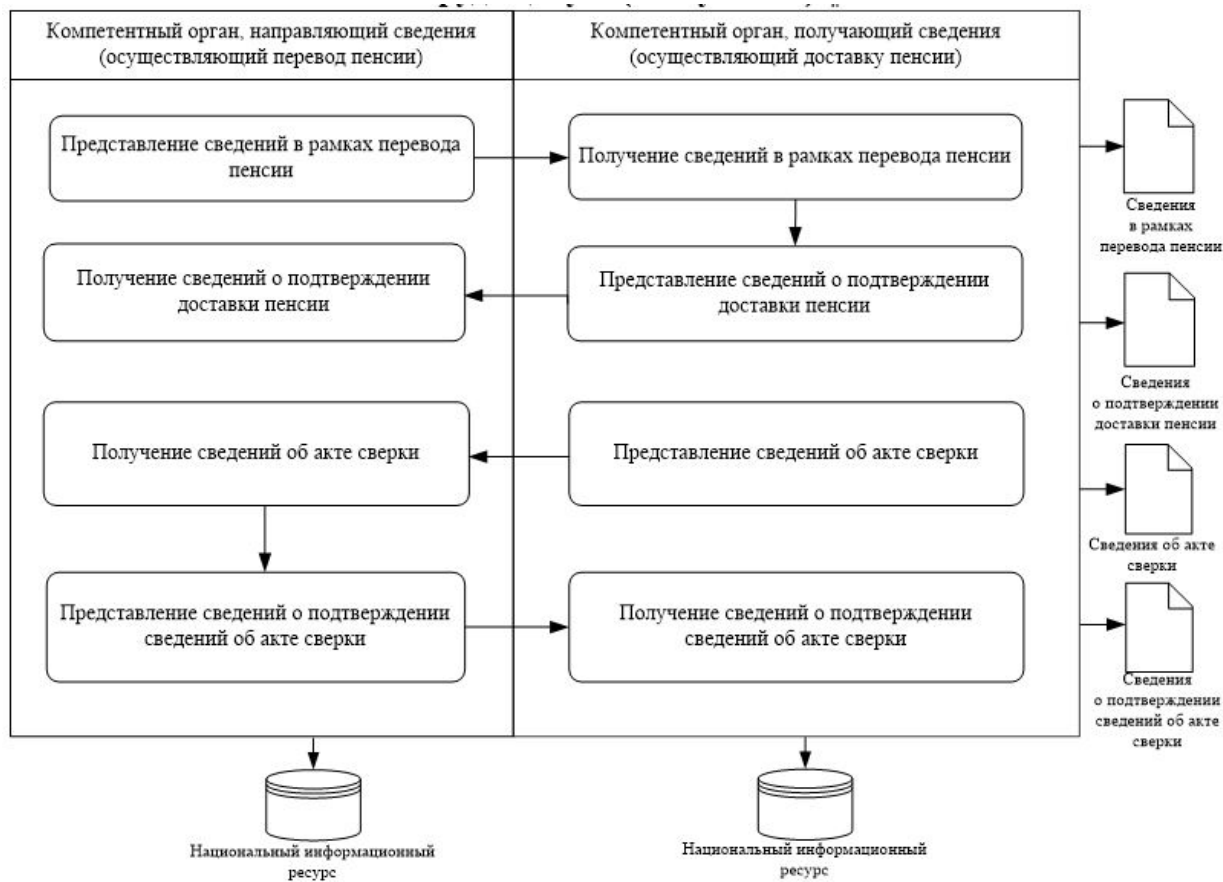 Компетентный орган, направляющий сведения
(осуществляющий перевод пенсии)
Компетентный орган, получающий сведения
(осуществляющий доставку пенсии)
Представление сведений в рамках перевода
пенсии
Получение сведений в рамках перевода пенсии
Сведения
в рамках
перевода пенсии
Получение сведений о подтверждении
доставки пенсии
Представление сведений о подтверждении
доставки пенсии
Сведения
о подтверждении
доставки пенсии
Получение сведений об акте сверки
Представление сведений об акте сверки
Сведения об акте
сверки
Представление сведений о подтверждении
сведений об акте сверки
Получение сведений о подтверждении
сведений об акте сверки
Сведения
о подтверждении
сведений об акте
сверки
Национальный информационный
ресурс
Национальный информационный
ресурс